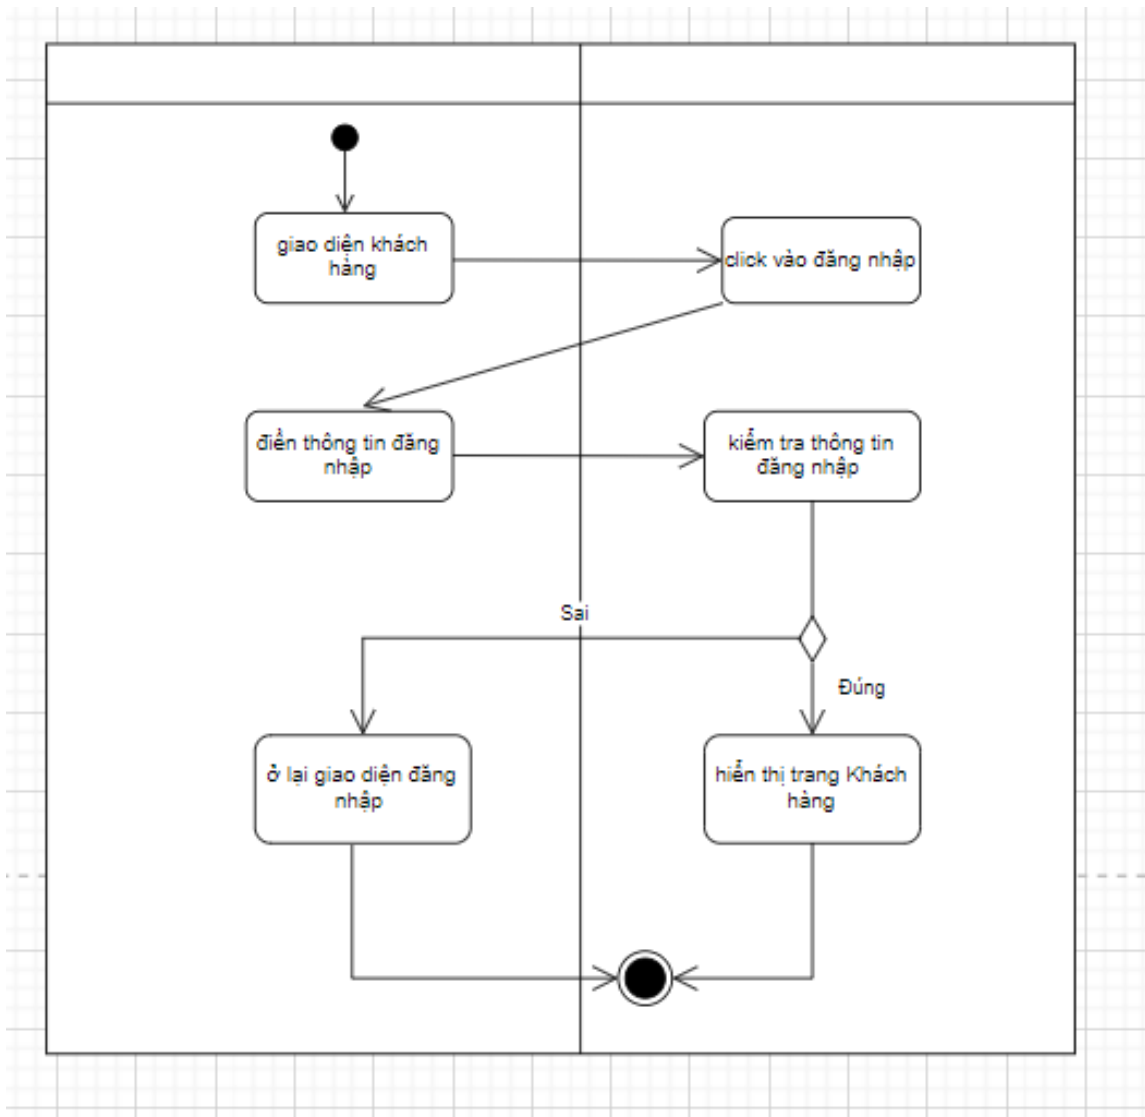 giao diện khách
hàng
click vào đăng nhập
điền thông tin đăng
nhập
kiểm tra thông tin
đăng nhập
Sai
Đúng
ở lại giao diện đăng
nhập
hiển thị trang Khách
hàng